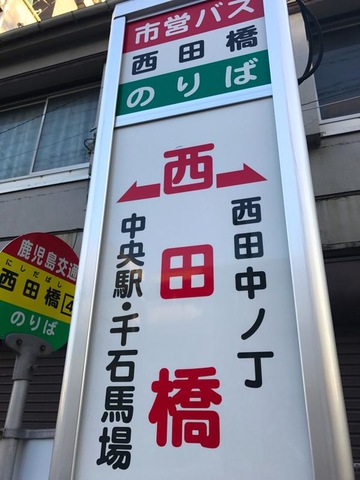 市営バス
西田橋
のりば
西田橋
西田中ノ丁
中央駅・千石馬場
鹿児島交通
にしだばし
西田橋
のりば